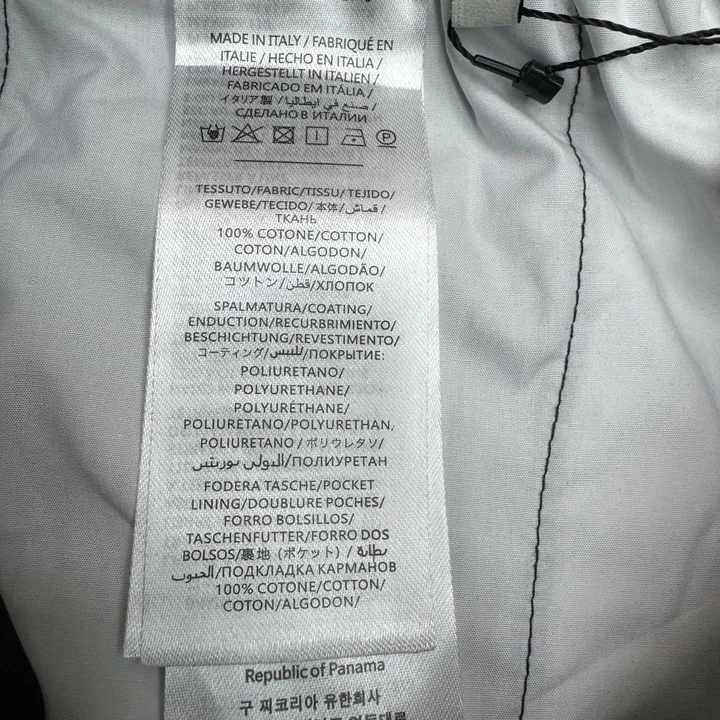 MADE IN ITALY / FABRIQUÉ EN
ITALIE / HECHO EN ITALIA /
HERGESTELLT IN ITALIEN /
FABRICADO EM ITÁLIA /
イタリア製 / صنع في ايطاليا /
СДЕЛАНО В ИТАЛИИ
TESSUTO/FABRIC/TISSU/TEJIDO/
GEWEBE/TECIDO/本体/قماش/
ТКАНЬ
100% COTONE/COTTON/
COTON/ALGODON/
BAUMWOLLE/ALGODÃO/
コットン/قطن/ХЛОПОК
SPALMATURA/COATING/
ENDUCTION/RECURBRIMIENTO/
BESCHICHTUNG/REVESTIMENTO/
コーティング/تلبيس/ПОКРЫТИЕ:
POLIURETANO/
POLYURETHANE/
POLYURÉTHANE/
POLIURETANO/POLYURETHAN,
POLIURETANO / ポリウレタン/
البولي يوريثين/ПОЛИУРЕТАН
FODERA TASCHE/POCKET
LINING/DOUBLURE POCHES/
FORRO BOLSILLOS/
TASCHENFUTTER/FORRO DOS
BOLSOS/裏地 (ポケット) / بطانة
الجيوب/ПОДКЛАДКА КАРМАНОВ
100% COTONE/COTTON/
COTON/ALGODON/
Republic of Panama
구 찌코리아 유한회사